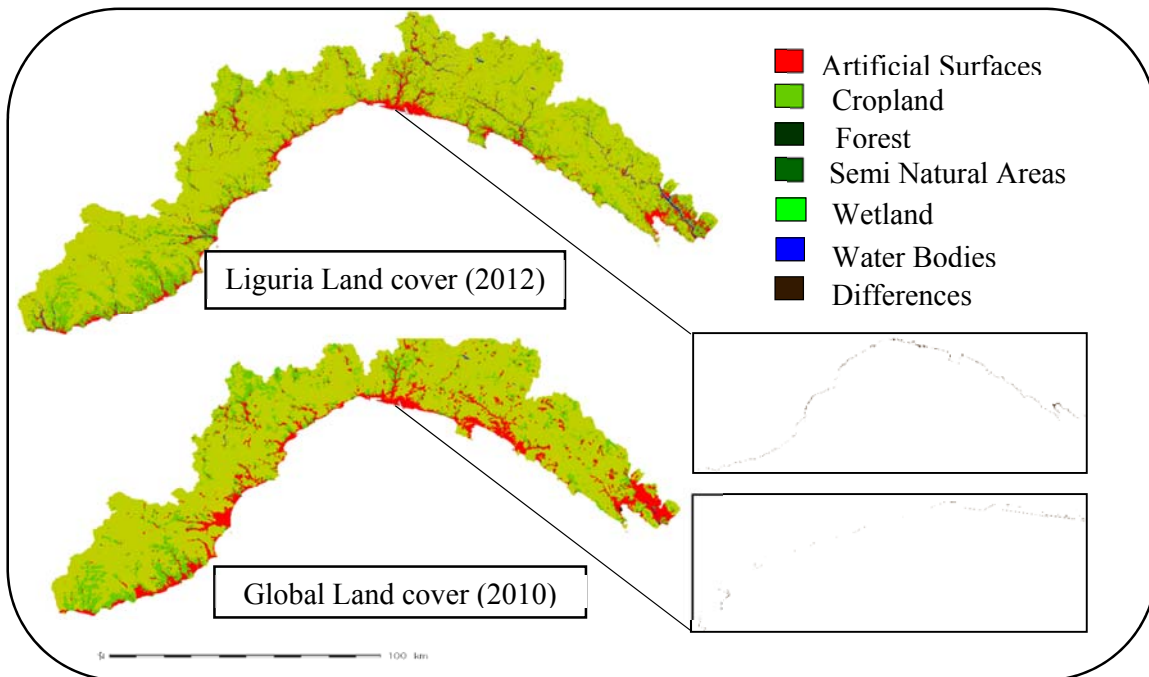 Artificial Surfaces
Cropland
Forest
Semi Natural Areas
Wetland
Water Bodies
Differences
Liguria Land cover (2012)
Global Land cover (2010)
100 km